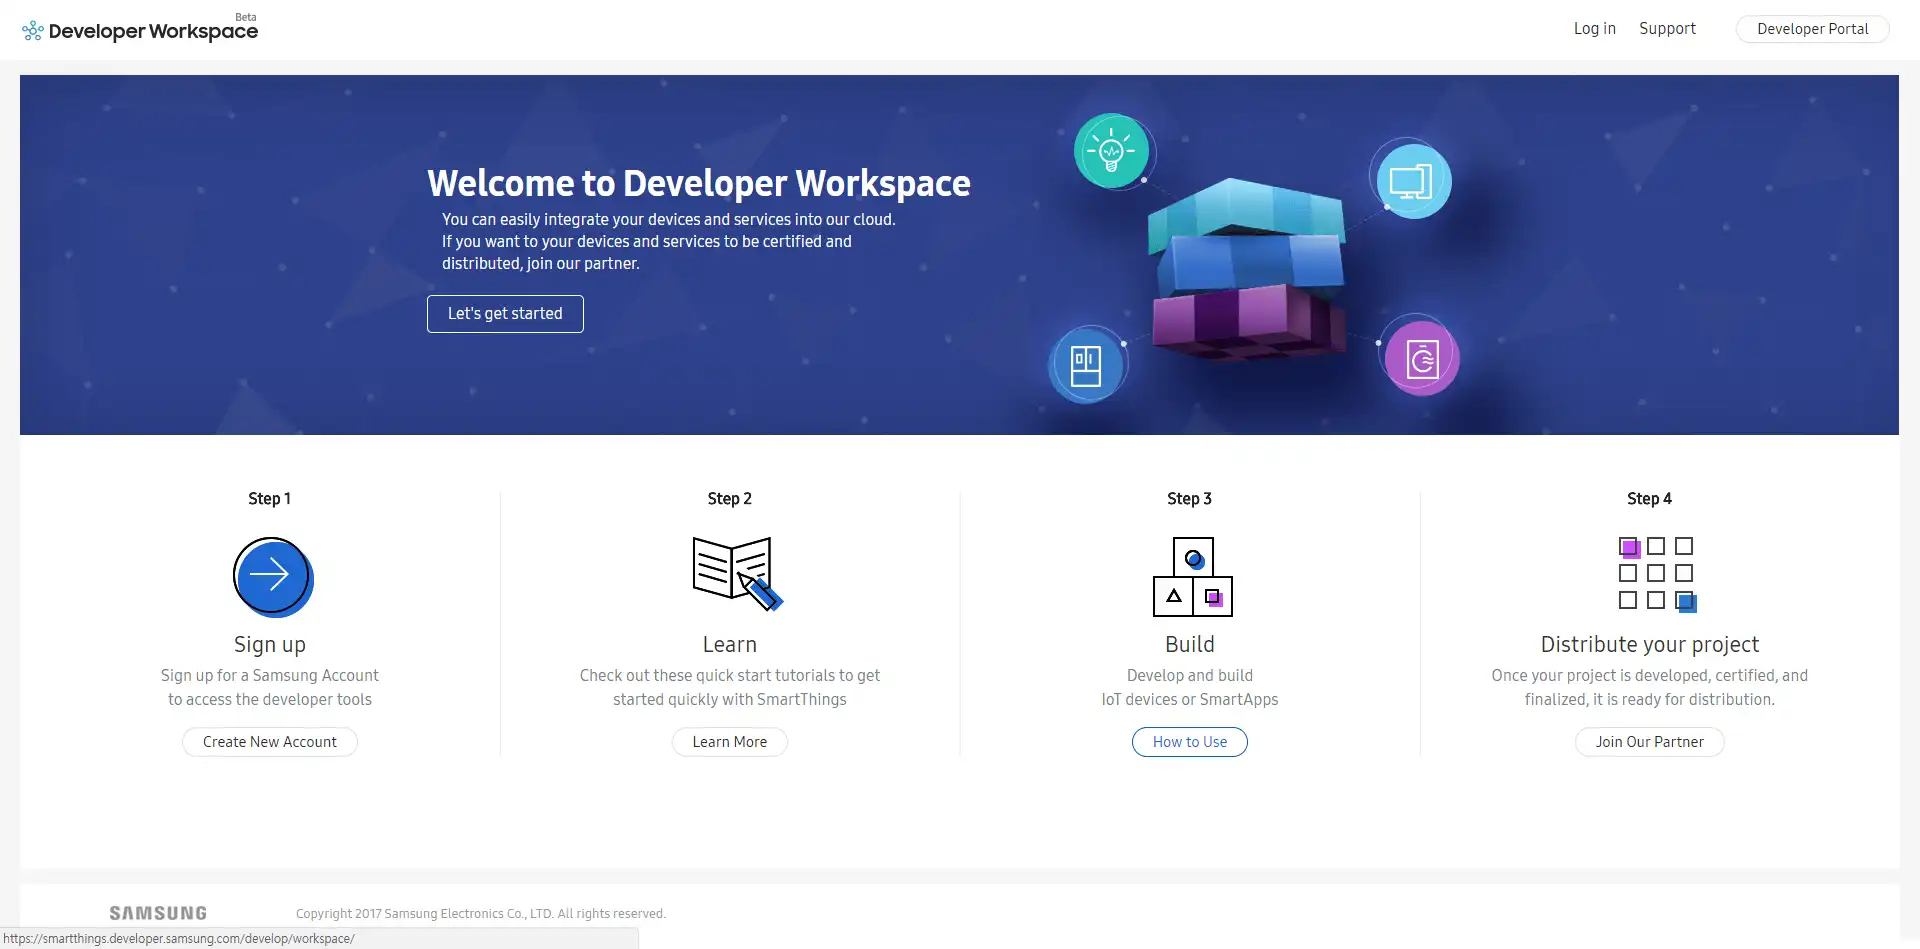 Beta
Developer Workspace
Log in
Support
Developer Portal
Welcome to Developer Workspace
You can easily integrate your devices and services into our cloud.
If you want to your devices and services to be certified and
distributed, join our partner.
Let's get started
Step 1
Sign up
Sign up for a Samsung Account
to access the developer tools
Create New Account
Step 2
Learn
Check out these quick start tutorials to get
started quickly with SmartThings
Learn More
Step 3
Build
Develop and build
IoT devices or SmartApps
How to Use
Step 4
Distribute your project
Once your project is developed, certified, and
finalized, it is ready for distribution.
Join Our Partner
SAMSUNG
Copyright 2017 Samsung Electronics Co., LTD. All rights reserved.
https://smartthings.developer.samsung.com/develop/workspace/